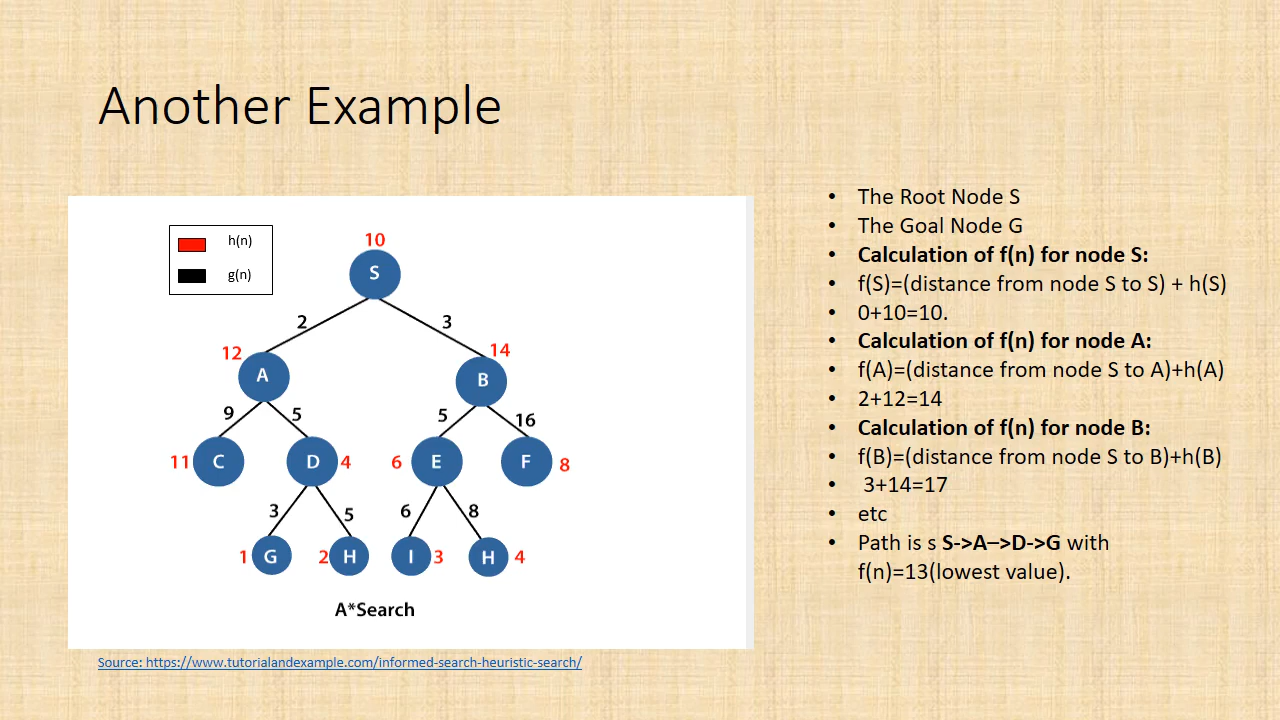 Another Example
h(n)
g(n)
10
S
2 3
12 14
A B
9 5 5 16
11 C D 4 6 E F 8
3 5 6 8
1 G 2 H I 3 H 4
A*Search
Source: https://www.tutorialandexample.com/informed-search-heuristic-search/
• The Root Node S
• The Goal Node G
• Calculation of f(n) for node S:
• f(S)=(distance from node S to S) + h(S)
• 0+10=10.
• Calculation of f(n) for node A:
• f(A)=(distance from node S to A)+h(A)
• 2+12=14
• Calculation of f(n) for node B:
• f(B)=(distance from node S to B)+h(B)
• 3+14=17
• etc
• Path is s S->A—>D->G with
f(n)=13(lowest value).